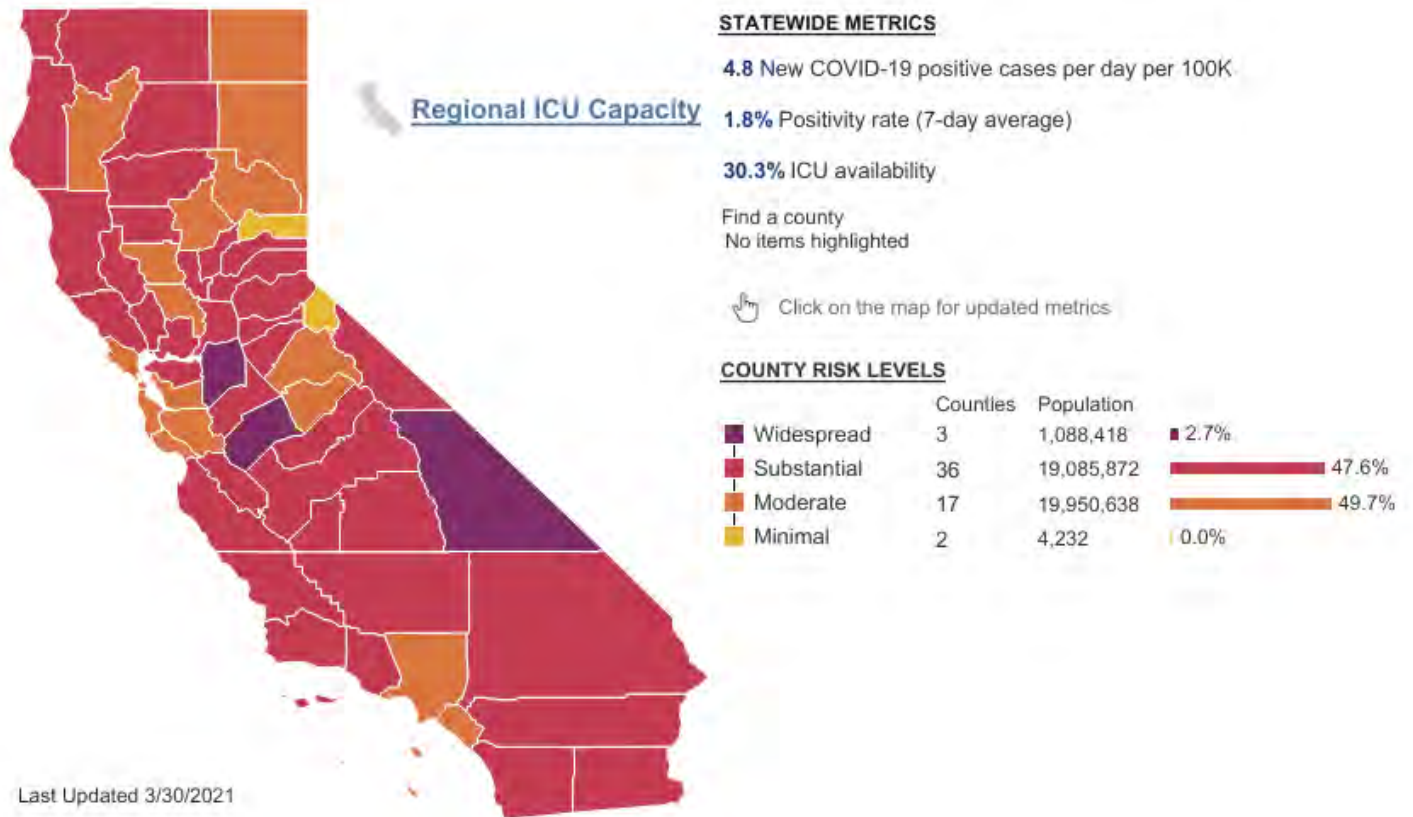 STATEWIDE METRICS
4.8 New COVID-19 positive cases per day per 100K
Regional ICU Capacity
1.8% Positivity rate (7-day average)
30.3% ICU availability
Find a county
No items highlighted
Click on the map for updated metrics
COUNTY RISK LEVELS
Counties Population
Widespread 3 1,088,418 2.7%
Substantial 36 19,085,872 47.6%
Moderate 17 19,950,638 49.7%
Minimal 2 4,232 0.0%
Last Updated 3/30/2021